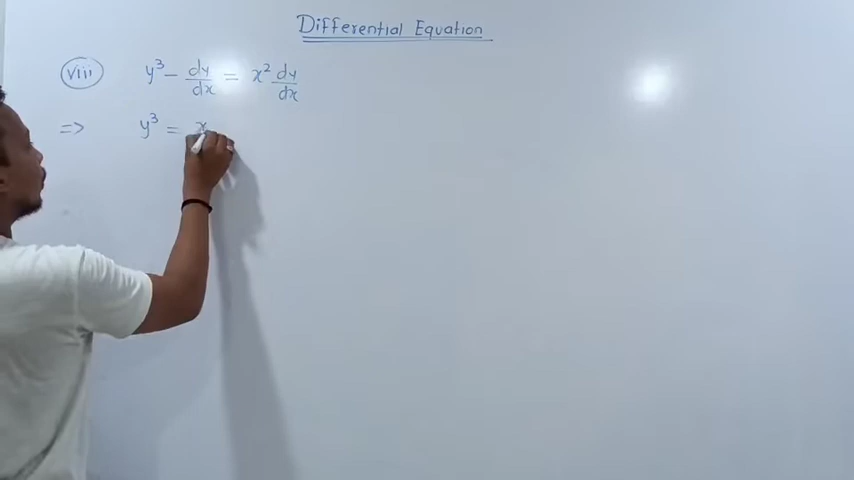 Differential Equation
viii y³ - dy/dx = x² dy/dx
=> y³ = x